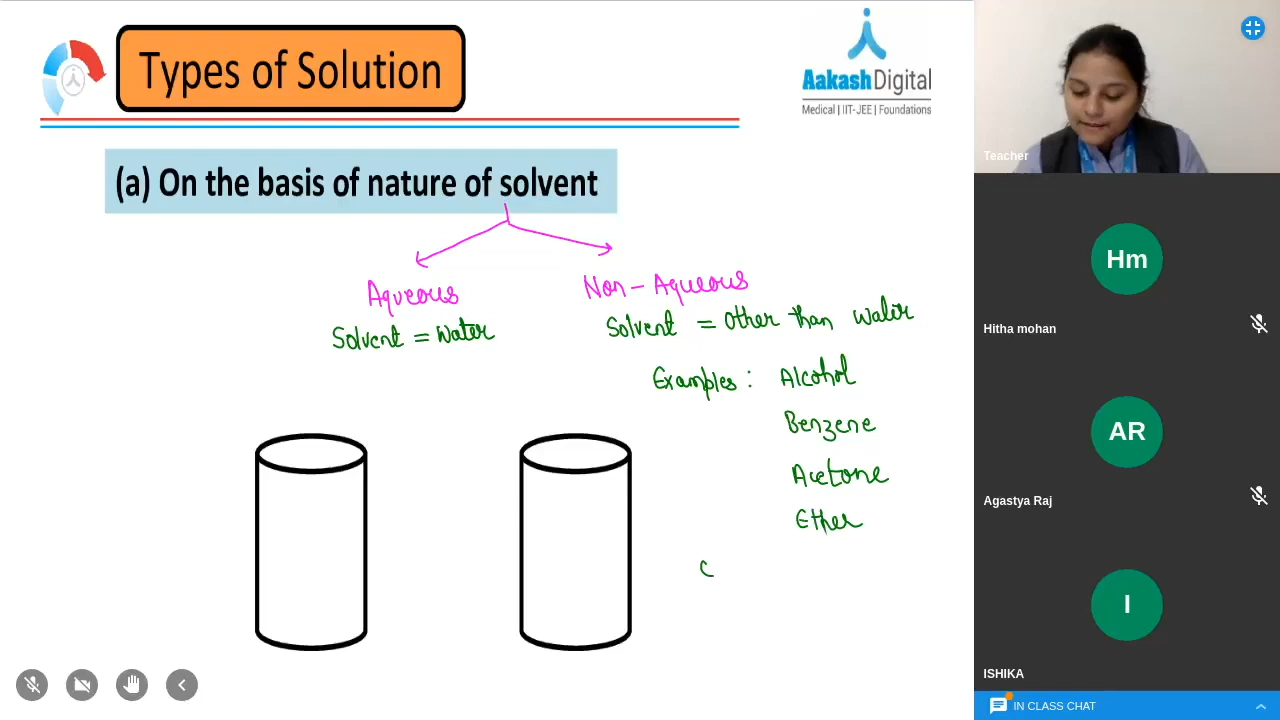 Types of Solution
Aakash Digital
Medical | IIT-JEE | Foundations
(a) On the basis of nature of solvent
Aqueous
Solvent = Water
Non - Aqueous
Solvent = Other than water
Examples : Alcohol
Benzene
Acetone
Ether
C
Teacher
Hm
Hitha mohan
AR
Agastya Raj
I
ISHIKA
IN CLASS CHAT